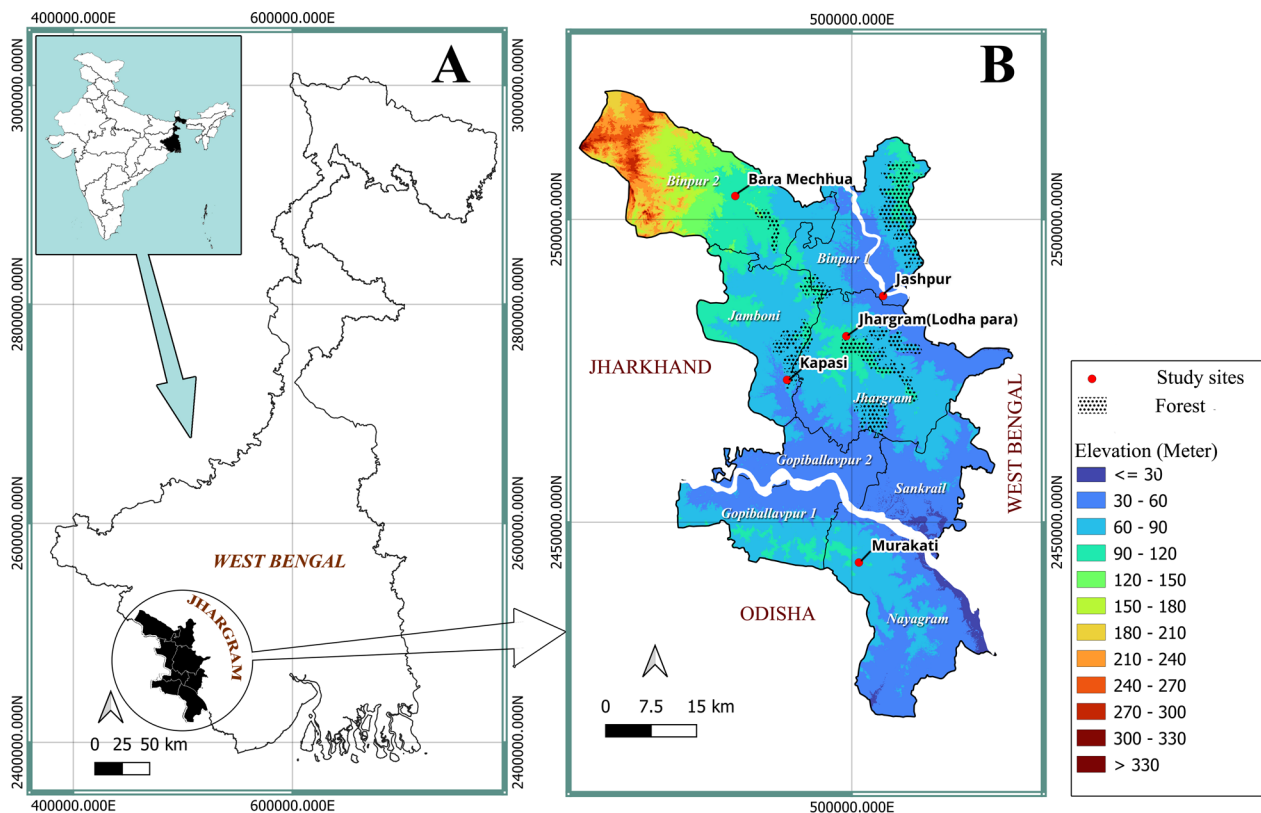 400000.000E
600000.000E
A
3000000.000N
3000000.000N
2800000.000N
2800000.000N
2600000.000N
2600000.000N
2400000.000N
2400000.000N
WEST BENGAL
JHARGRAM
0 25 50 km
400000.000E
600000.000E
500000.000E
B
2500000.000N
2500000.000N
2450000.000N
2450000.000N
Binpur 2
Bara Mechhua
Binpur 1
Jashpur
Jamboni
Jhargram(Lodha para)
JHARKHAND
Kapasi
Jhargram
WEST BENGAL
Gopiballavpur 2
Sankrail
Gopiballavpur 1
Murakati
ODISHA
Nayagram
0 7.5 15 km
500000.000E
Study sites
Forest
Elevation (Meter)
<= 30
30 - 60
60 - 90
90 - 120
120 - 150
150 - 180
180 - 210
210 - 240
240 - 270
270 - 300
300 - 330
> 330